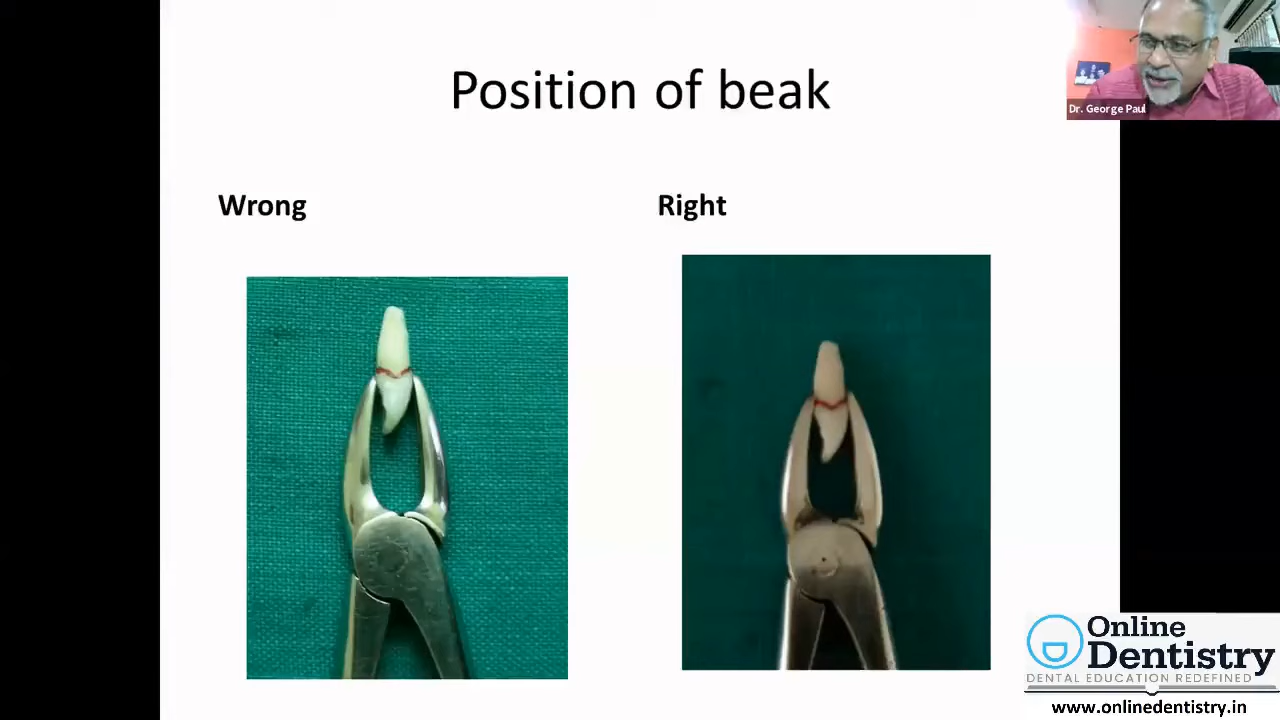 Position of beak
Dr. George Paul
Wrong
Right
Online
Dentistry
DENTAL EDUCATION REDEFINED
www.onlinedentistry.in